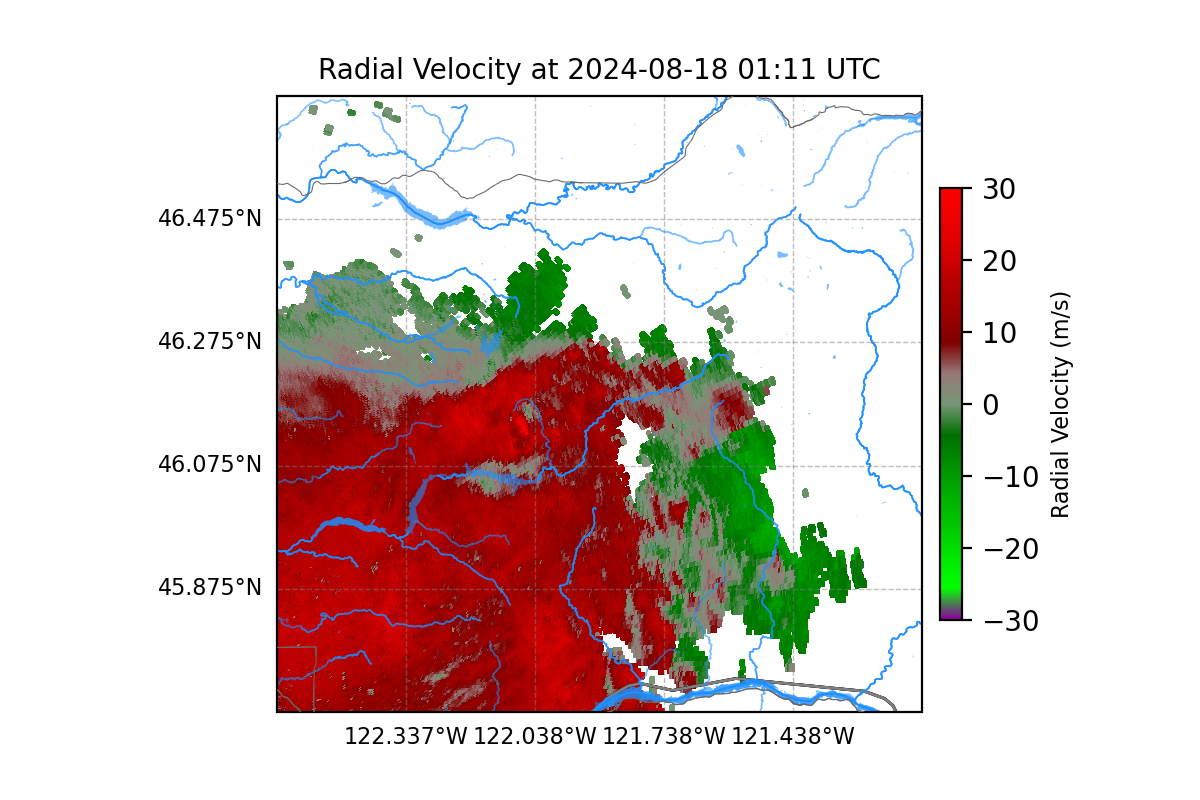 Radial Velocity at 2024-08-18 01:11 UTC
46.475°N
46.275°N
46.075°N
45.875°N
122.337°W 122.038°W 121.738°W 121.438°W
30
20
10
0
−10
−20
−30
Radial Velocity (m/s)